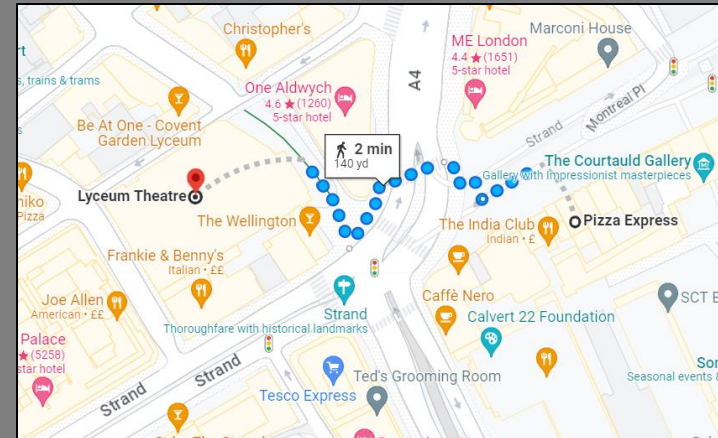 Christopher's
Marconi House
ME London
4.4 ★ (1651)
5-star hotel
A4
s, trains & trams
One Aldwych
4.6 ★ (1260)
5-star hotel
Be At One - Covent
Garden Lyceum
2 min
140 yd
Strand
Montreal Pl
The Courtauld Gallery
Gallery with Impressionist masterpieces
Lyceum Theatre
Pizza
The Wellington
The India Club
Indian • £
Pizza Express
Frankie & Benny's
Italian • ££
Joe Allen
American • ££
Strand
Thoroughfare with historical landmarks
Caffè Nero
Calvert 22 Foundation
SCT
Palace
★ (5258)
star hotel
Strand
Strand
Tesco Express
Ted's Grooming Room
Seasonal events &